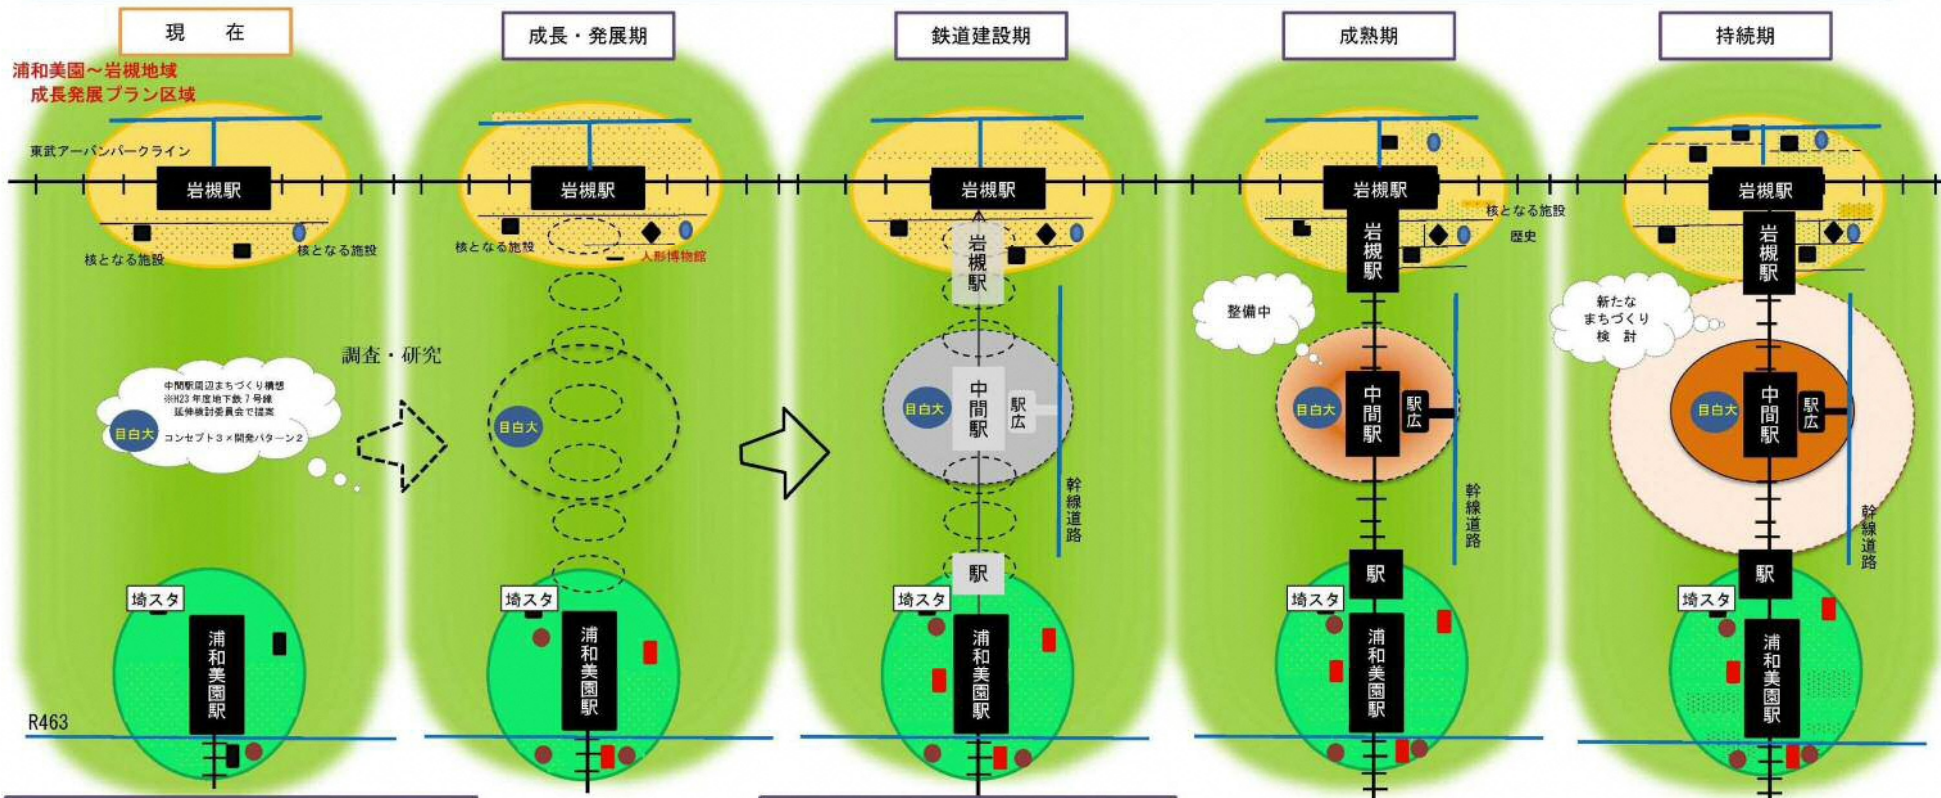 現　在
浦和美園～岩槻地域
成長発展プラン区域
東武アーバンパークライン
岩槻駅
核となる施設
核となる施設
中間駅周辺まちづくり構想
※H23年度地下鉄7号線
延伸検討委員会で提案
コンセプト3×開発パターン2
目白大
埼スタ
浦和美園駅
R463
調査・研究
成長・発展期
岩槻駅
核となる施設
人形博物館
目白大
埼スタ
浦和美園駅
鉄道建設期
岩槻駅
岩槻駅
目白大
中間駅
駅広
幹線道路
駅
埼スタ
浦和美園駅
成熟期
岩槻駅
岩槻駅
核となる施設
歴史
整備中
目白大
中間駅
駅広
幹線道路
駅
埼スタ
浦和美園駅
持続期
岩槻駅
岩槻駅
新たな
まちづくり
検　討
目白大
中間駅
駅広
幹線道路
駅
埼スタ
浦和美園駅